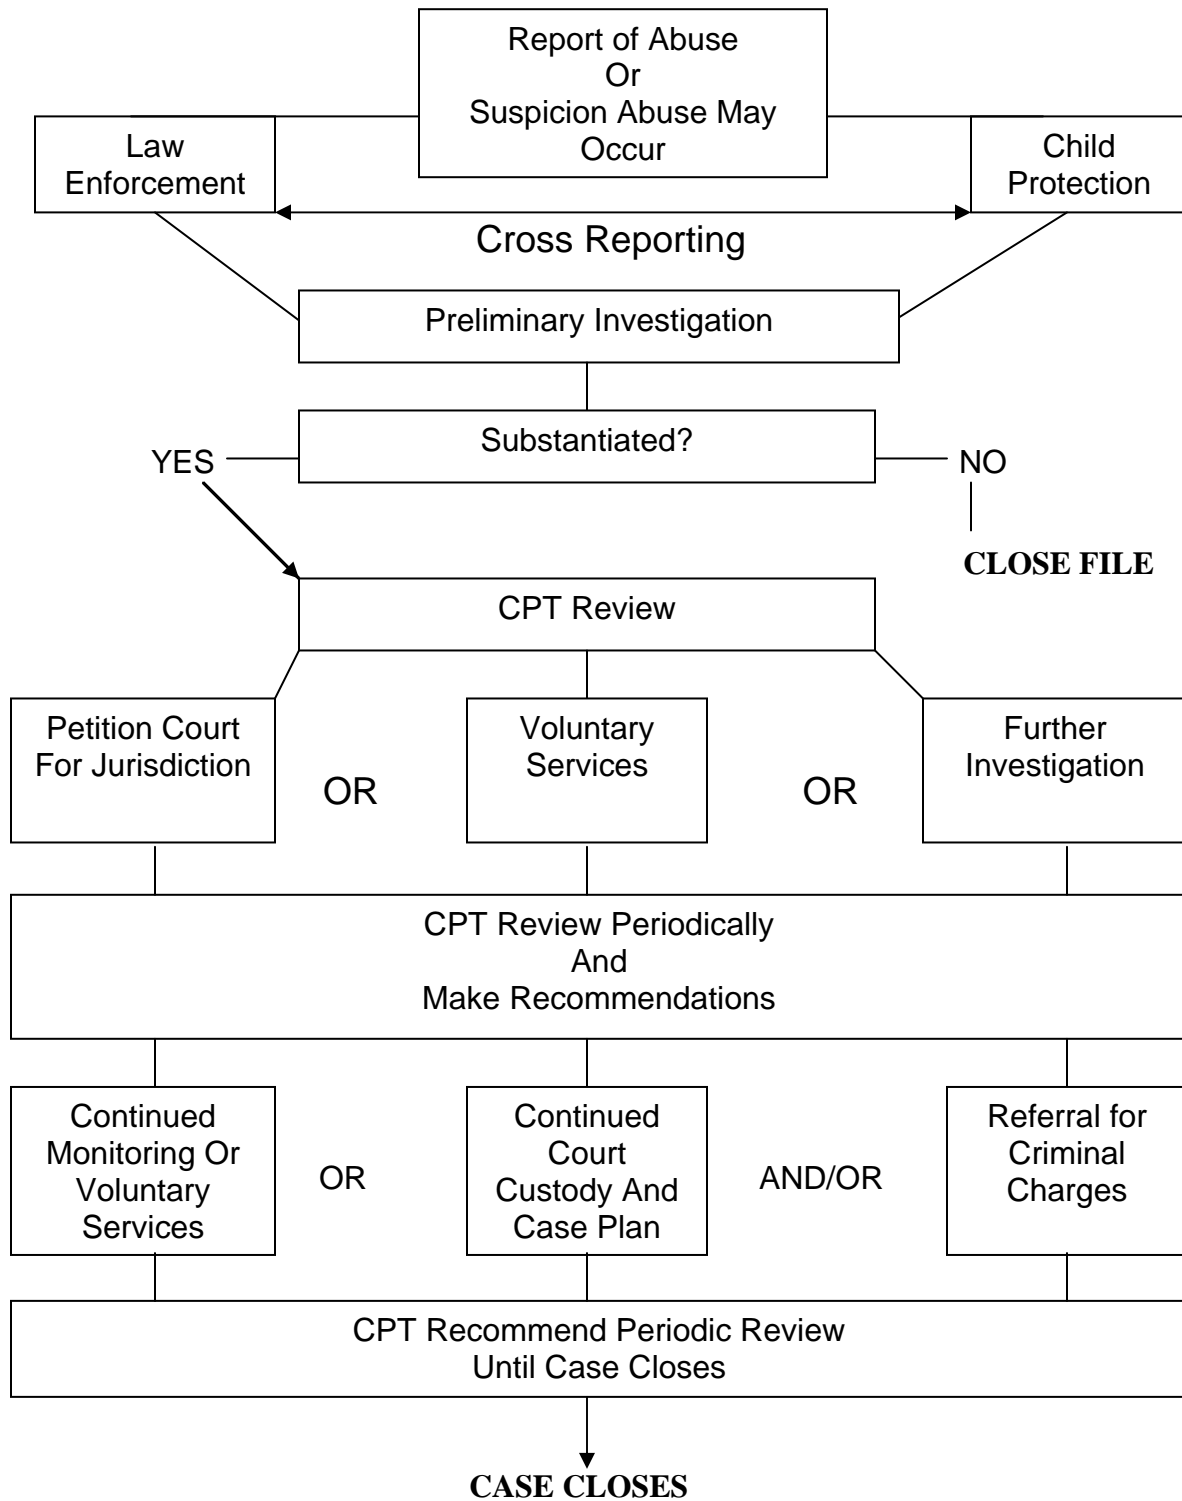 Report of Abuse
Or
Suspicion Abuse May
Occur
Law
Enforcement
Child
Protection
Cross Reporting
Preliminary Investigation
Substantiated?
YES
NO
CLOSE FILE
CPT Review
Petition Court
For Jurisdiction
OR
Voluntary
Services
OR
Further
Investigation
CPT Review Periodically
And
Make Recommendations
Continued
Monitoring Or
Voluntary
Services
OR
Continued
Court
Custody And
Case Plan
AND/OR
Referral for
Criminal
Charges
CPT Recommend Periodic Review
Until Case Closes
CASE CLOSES